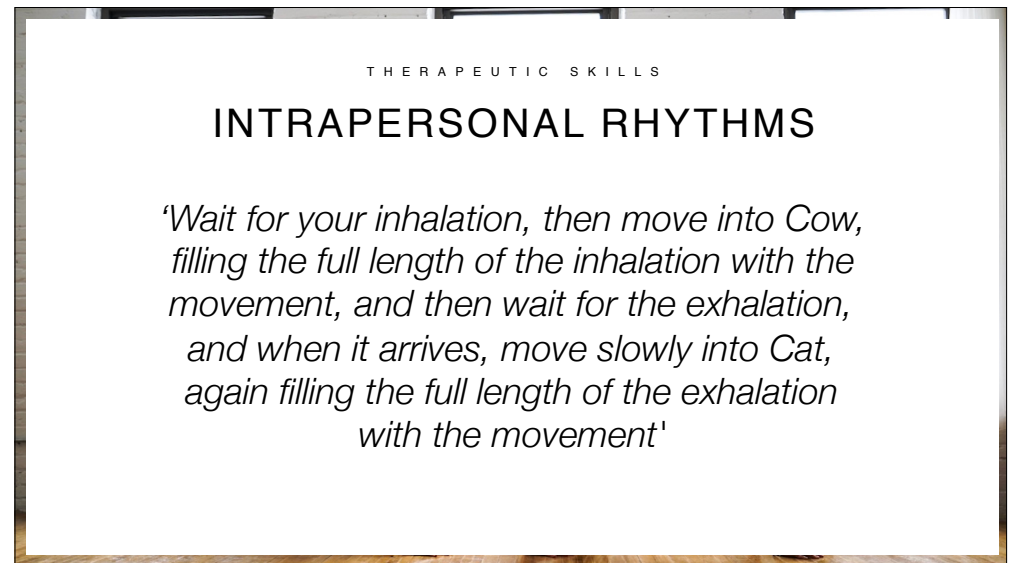 THERAPEUTIC SKILLS
INTRAPERSONAL RHYTHMS
‘Wait for your inhalation, then move into Cow,
filling the full length of the inhalation with the
movement, and then wait for the exhalation,
and when it arrives, move slowly into Cat,
again filling the full length of the exhalation
with the movement'